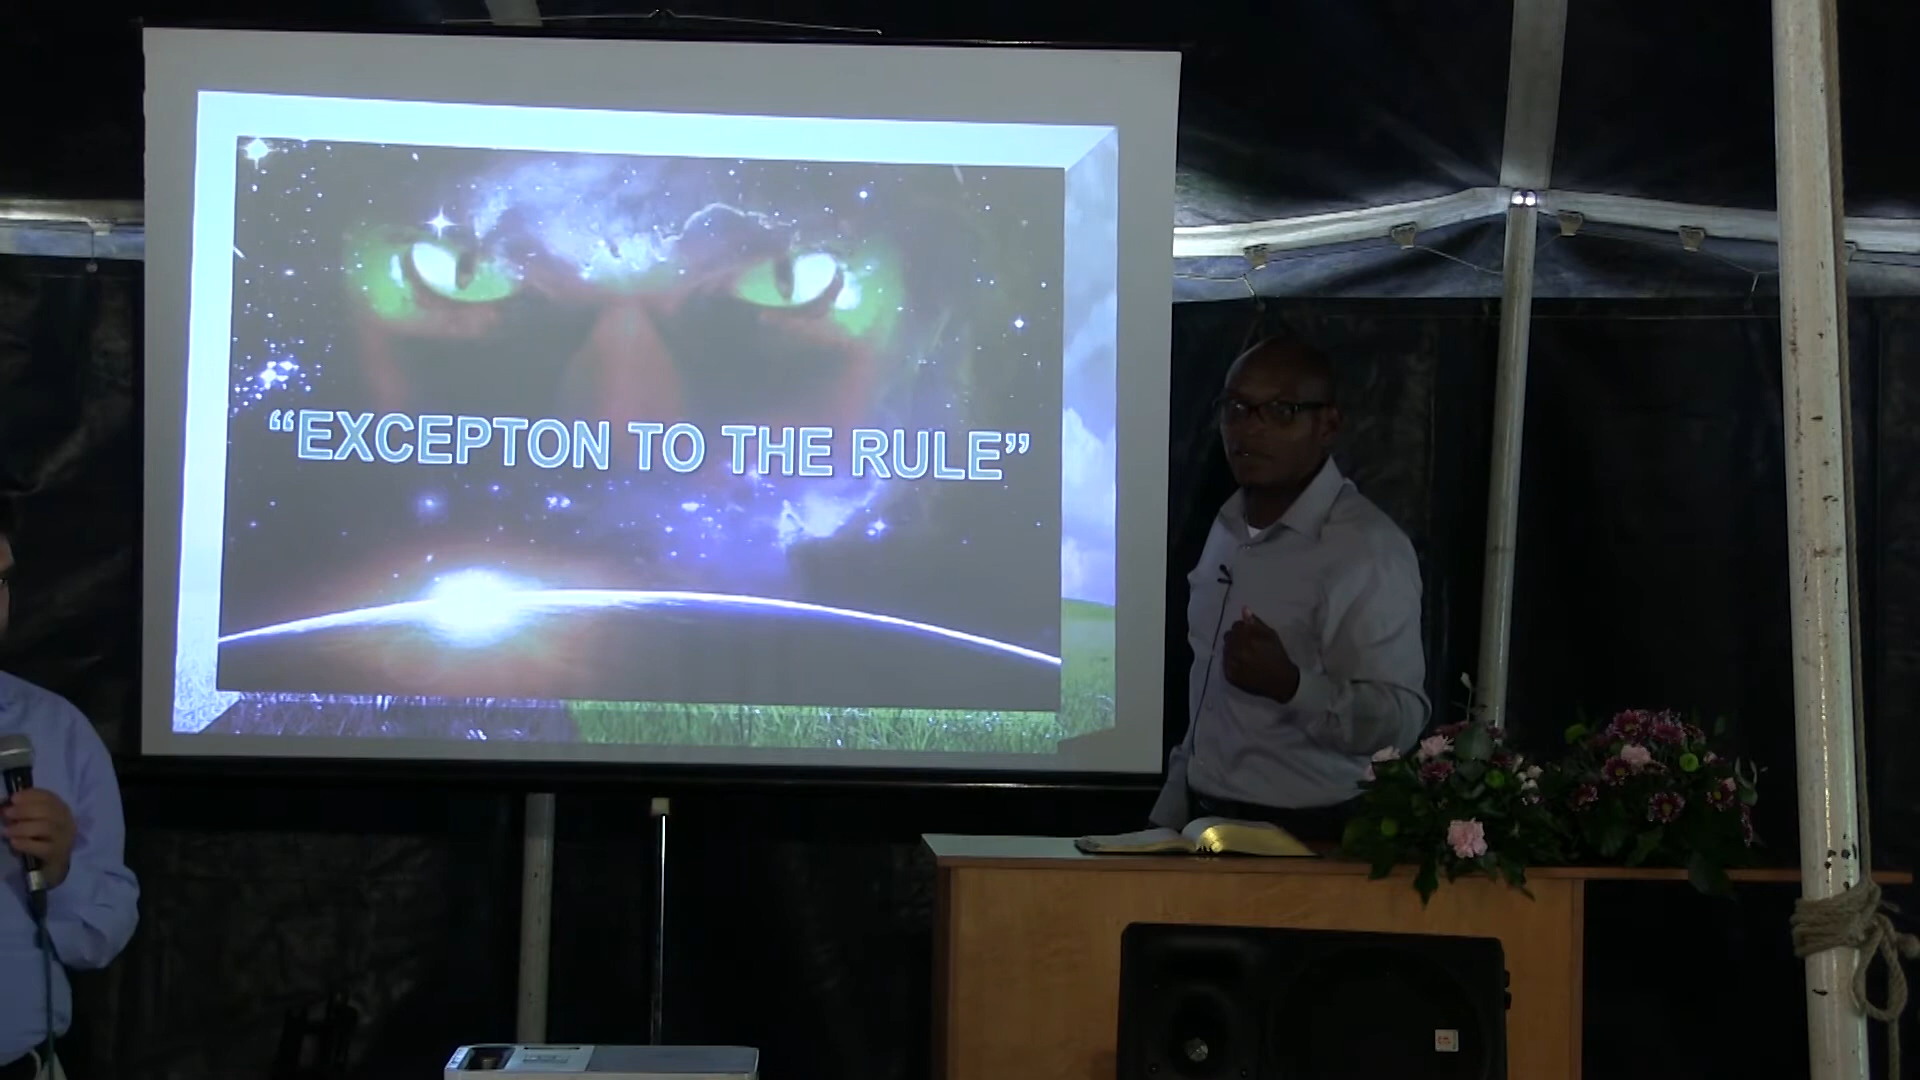 “EXCEPTON TO THE RULE”